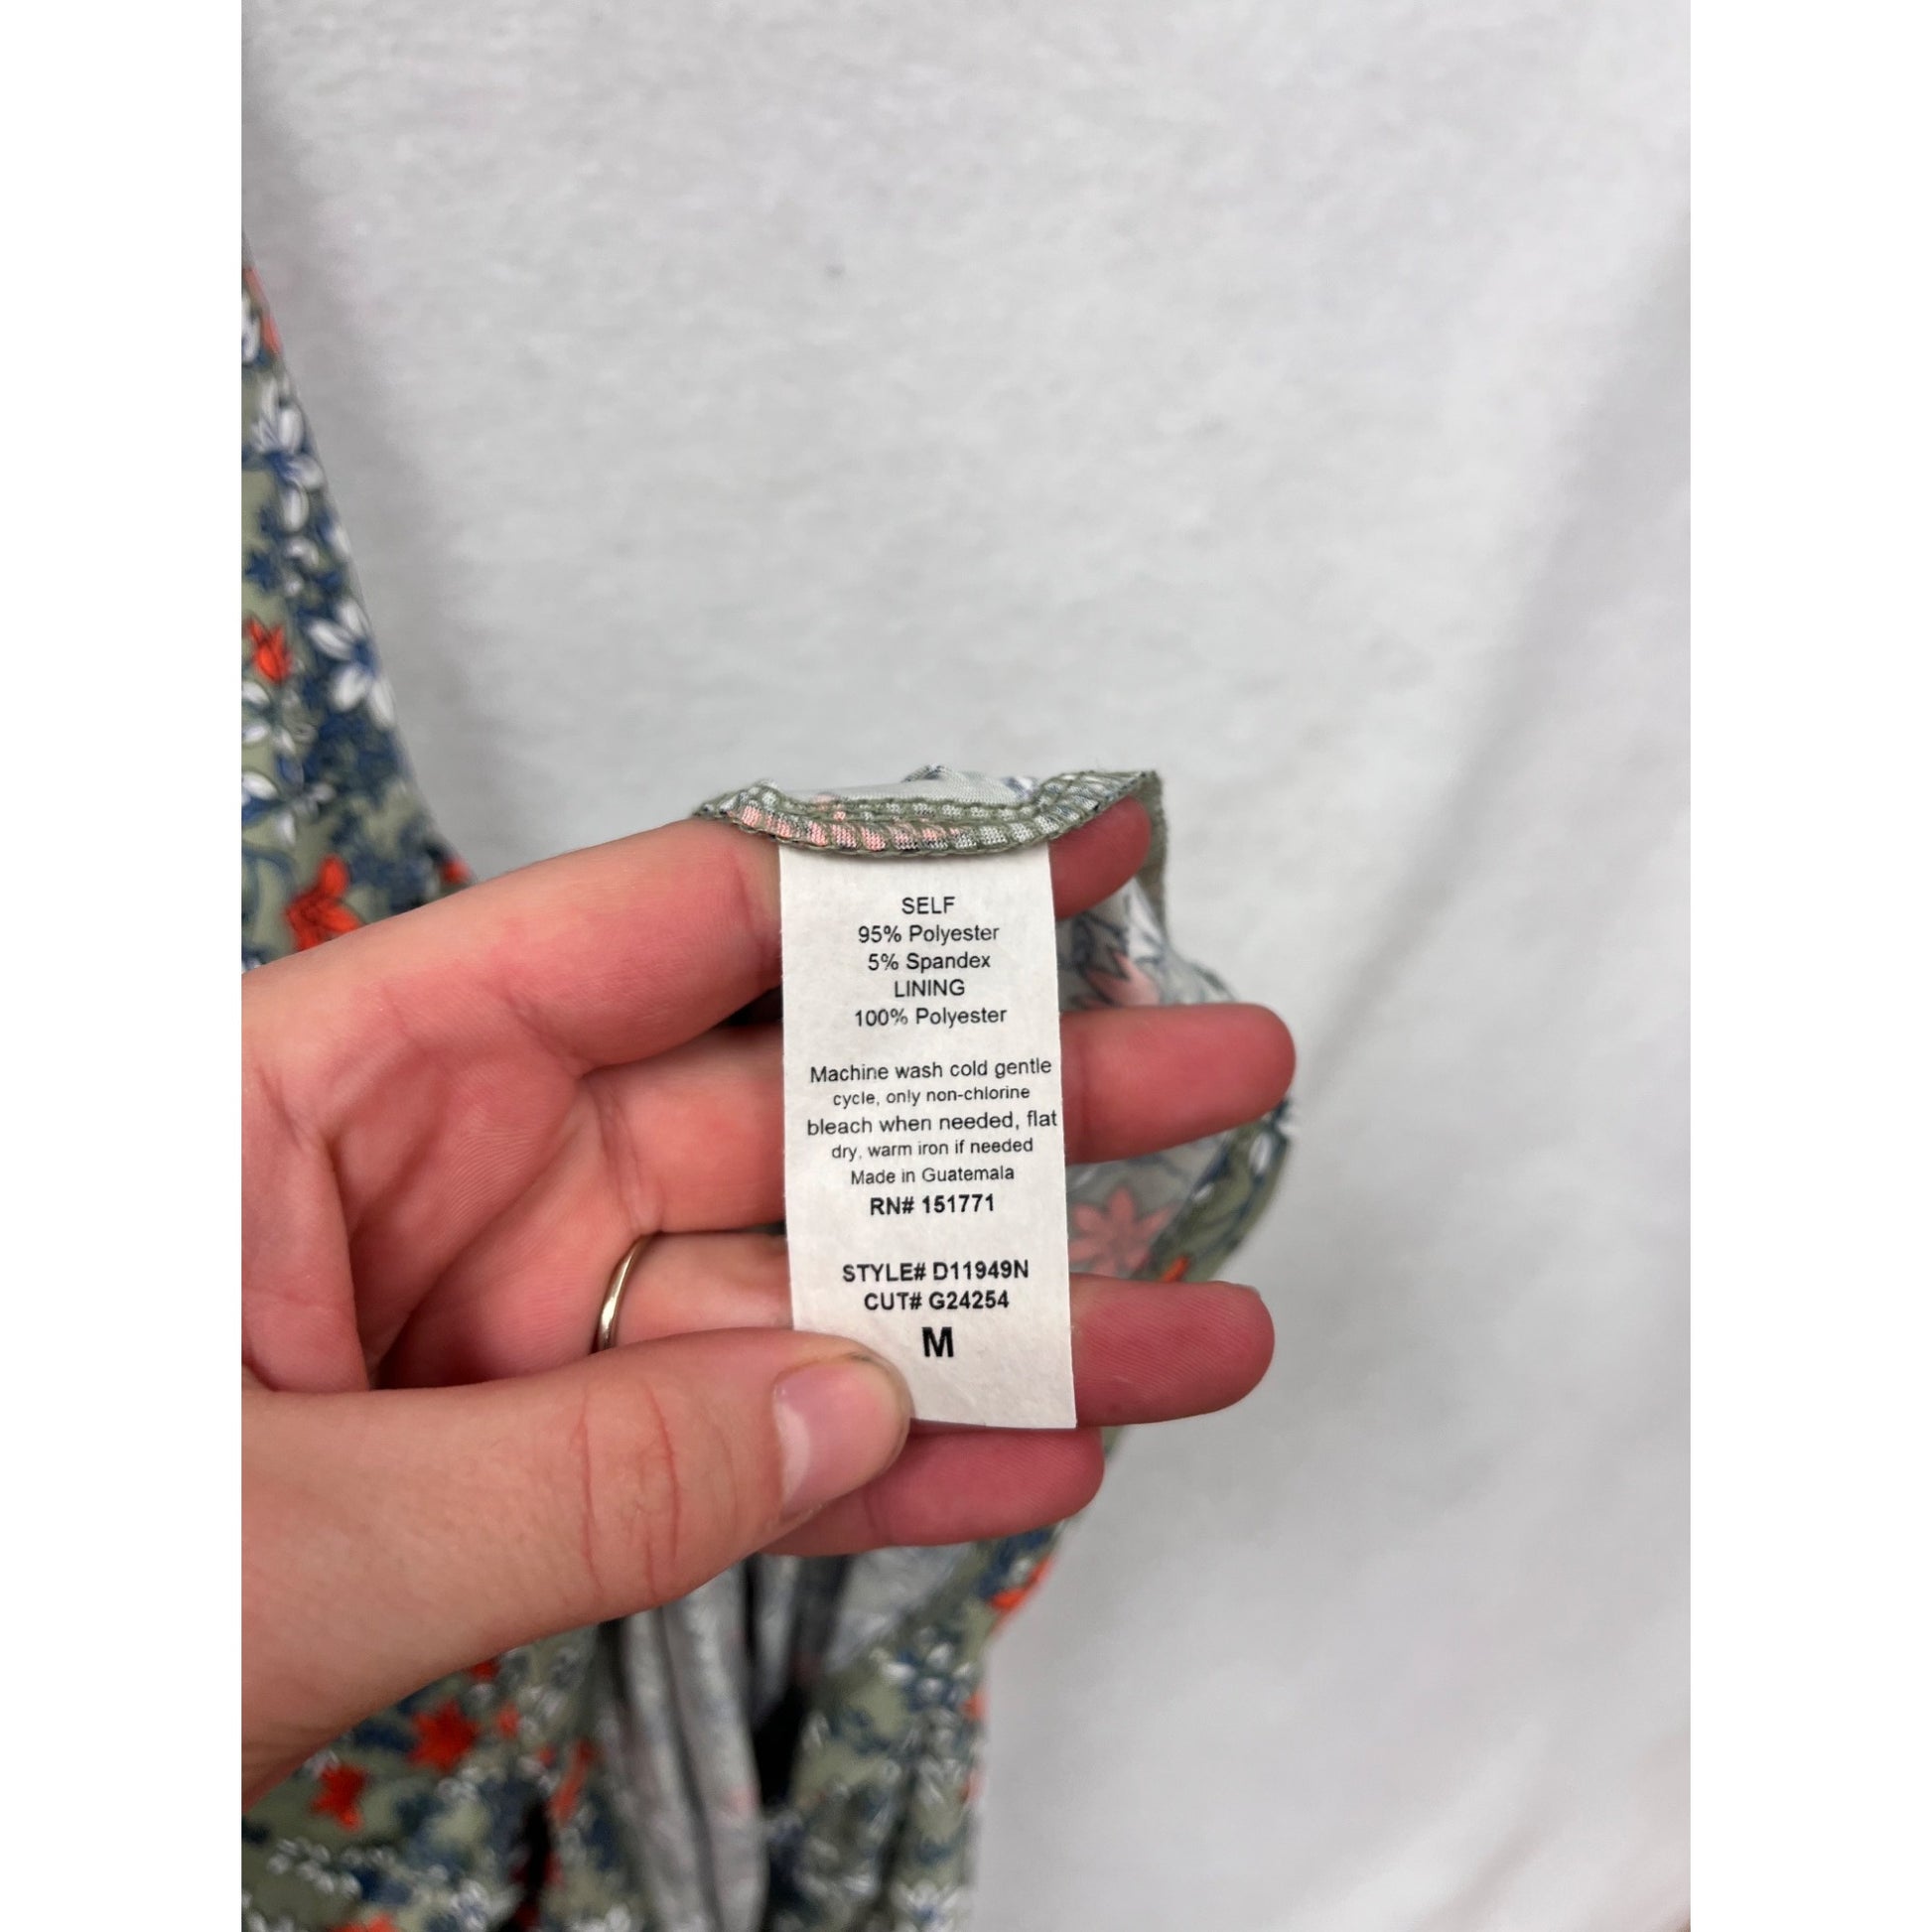 SELF
95% Polyester
5% Spandex
LINING
100% Polyester
Machine wash cold gentle
cycle, only non-chlorine
bleach when needed, flat
dry, warm iron if needed
Made in Guatemala
RN# 151771
STYLE# D11949N
CUT# G24254
M